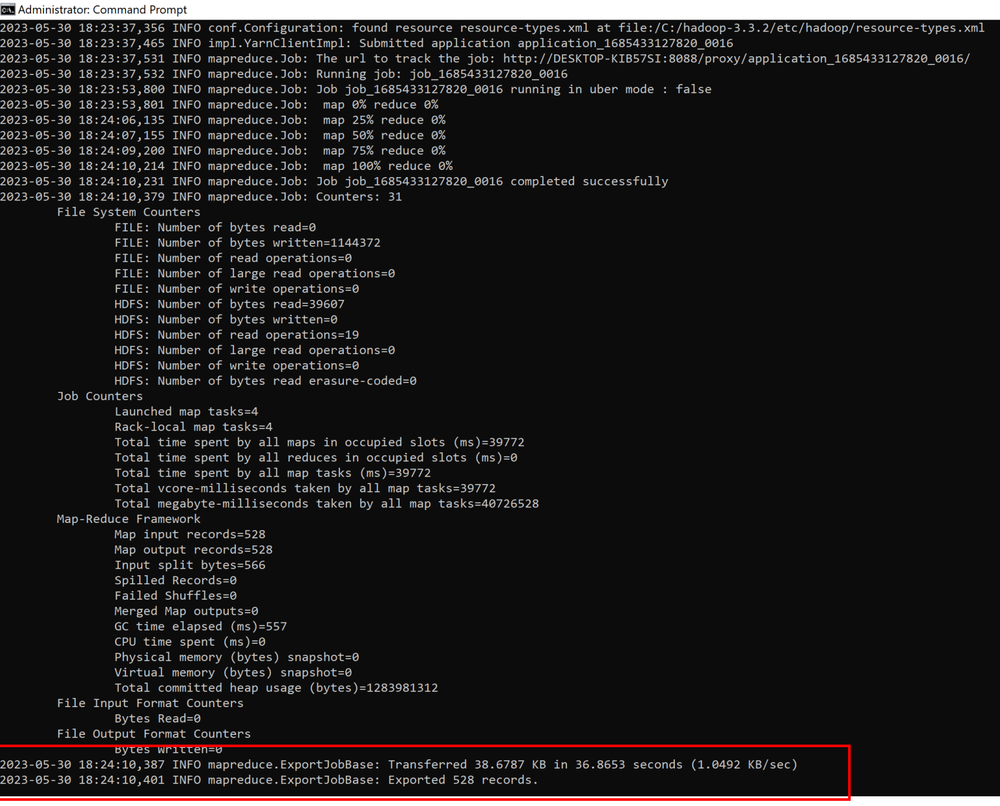 Administrator: Command Prompt
2023-05-30 18:23:37,356 INFO conf.Configuration: found resource resource-types.xml at file:/C:/hadoop-3.3.2/etc/hadoop/resource-types.xml
2023-05-30 18:23:37,465 INFO impl.YarnClientImpl: Submitted application application_1685433127820_0016
2023-05-30 18:23:37,531 INFO mapreduce.Job: The url to track the job: http://DESKTOP-KIB57SI:8088/proxy/application_1685433127820_0016/
2023-05-30 18:23:37,532 INFO mapreduce.Job: Running job: job_1685433127820_0016
2023-05-30 18:23:53,800 INFO mapreduce.Job: Job job_1685433127820_0016 running in uber mode : false
2023-05-30 18:23:53,801 INFO mapreduce.Job:  map 0% reduce 0%
2023-05-30 18:24:06,135 INFO mapreduce.Job:  map 25% reduce 0%
2023-05-30 18:24:07,155 INFO mapreduce.Job:  map 50% reduce 0%
2023-05-30 18:24:09,200 INFO mapreduce.Job:  map 75% reduce 0%
2023-05-30 18:24:10,214 INFO mapreduce.Job:  map 100% reduce 0%
2023-05-30 18:24:10,231 INFO mapreduce.Job: Job job_1685433127820_0016 completed successfully
2023-05-30 18:24:10,379 INFO mapreduce.Job: Counters: 31
File System Counters
FILE: Number of bytes read=0
FILE: Number of bytes written=1144372
FILE: Number of read operations=0
FILE: Number of large read operations=0
FILE: Number of write operations=0
HDFS: Number of bytes read=39607
HDFS: Number of bytes written=0
HDFS: Number of read operations=19
HDFS: Number of large read operations=0
HDFS: Number of write operations=0
HDFS: Number of bytes read erasure-coded=0
Job Counters
Launched map tasks=4
Rack-local map tasks=4
Total time spent by all maps in occupied slots (ms)=39772
Total time spent by all reduces in occupied slots (ms)=0
Total time spent by all map tasks (ms)=39772
Total vcore-milliseconds taken by all map tasks=39772
Total megabyte-milliseconds taken by all map tasks=40726528
Map-Reduce Framework
Map input records=528
Map output records=528
Input split bytes=566
Spilled Records=0
Failed Shuffles=0
Merged Map outputs=0
GC time elapsed (ms)=557
CPU time spent (ms)=0
Physical memory (bytes) snapshot=0
Virtual memory (bytes) snapshot=0
Total committed heap usage (bytes)=1283981312
File Input Format Counters
Bytes Read=0
File Output Format Counters
Bytes Written=0
2023-05-30 18:24:10,387 INFO mapreduce.ExportJobBase: Transferred 38.6787 KB in 36.8653 seconds (1.0492 KB/sec)
2023-05-30 18:24:10,401 INFO mapreduce.ExportJobBase: Exported 528 records.